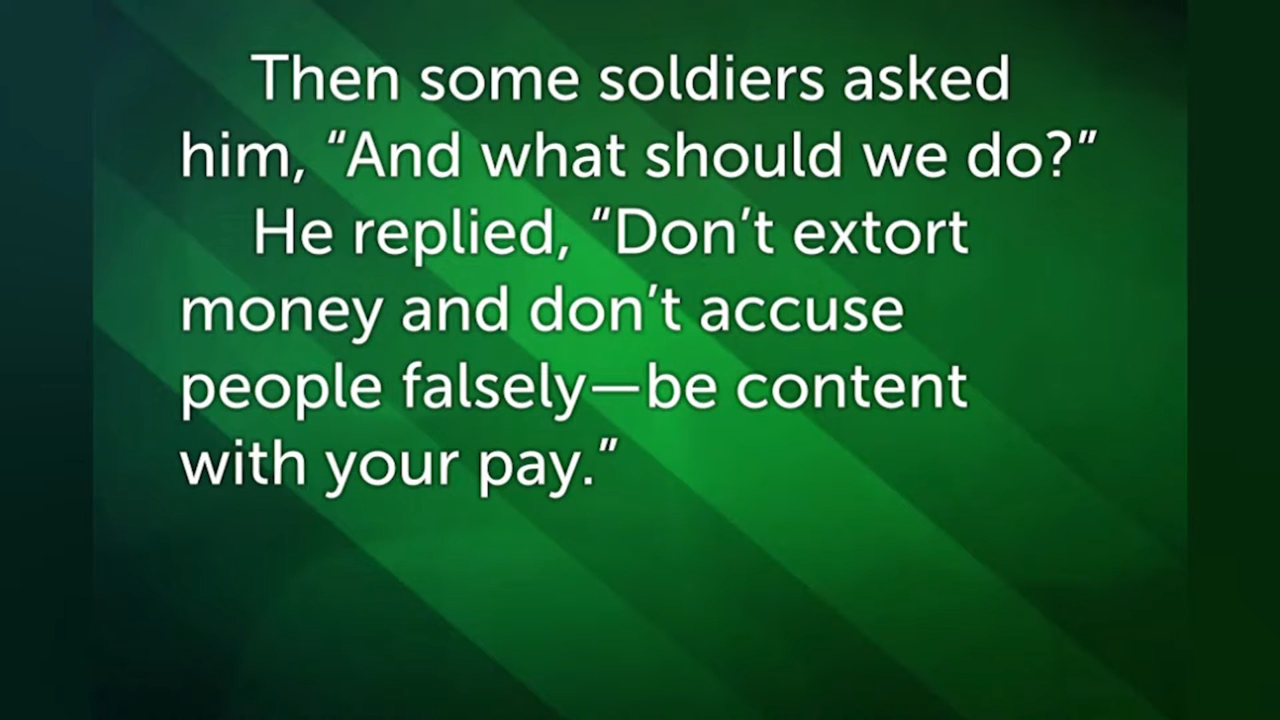 Then some soldiers asked
him, “And what should we do?”
He replied, “Don’t extort
money and don’t accuse
people falsely—be content
with your pay.”